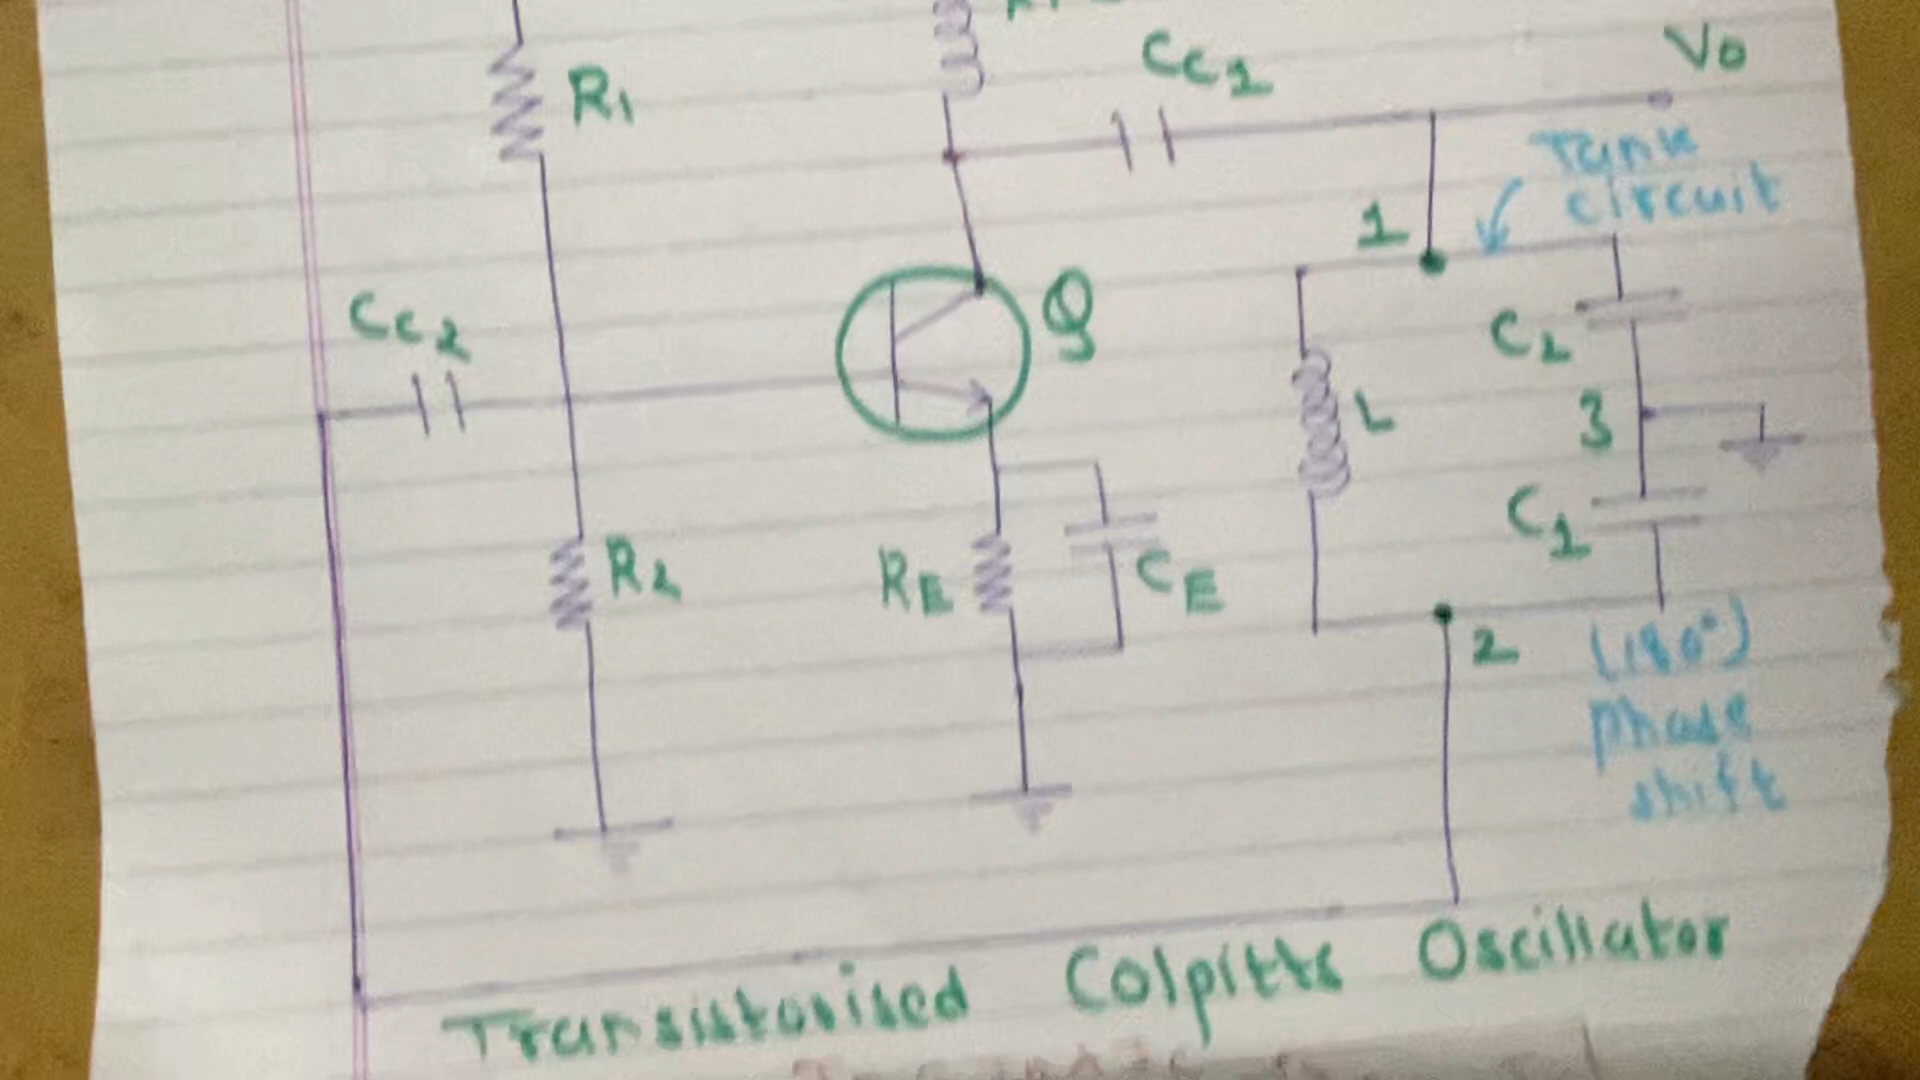 R1
Cc1
Vo
Tank
circuit
1
Cc2
Q
C2
L
3
C1
R2
RE
CE
2
(180°)
phase
shift
Transistorised Colpitts Oscillator